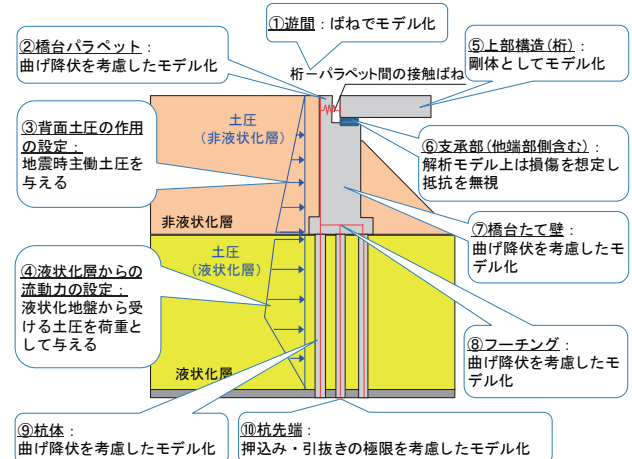 ①遊間：ばねでモデル化
②橋台パラペット：
曲げ降伏を考慮したモデル化
⑤上部構造(桁)：
剛体としてモデル化
桁ーパラペット間の接触ばね
③背面土圧の作用
の設定：
地震時主働土圧を
与える
土圧
（非液状化層）
⑥支承部(他端部側含む)：
解析モデル上は損傷を想定し
抵抗を無視
非液状化層
⑦橋台たて壁：
曲げ降伏を考慮したモ
デル化
土圧
（液状化層）
④液状化層からの
流動力の設定：
液状化地盤から受
ける土圧を荷重と
して与える
⑧フーチング：
曲げ降伏を考慮したモ
デル化
液状化層
⑨杭体：
曲げ降伏を考慮したモデル化
⑩杭先端：
押込み・引抜きの極限を考慮したモデル化